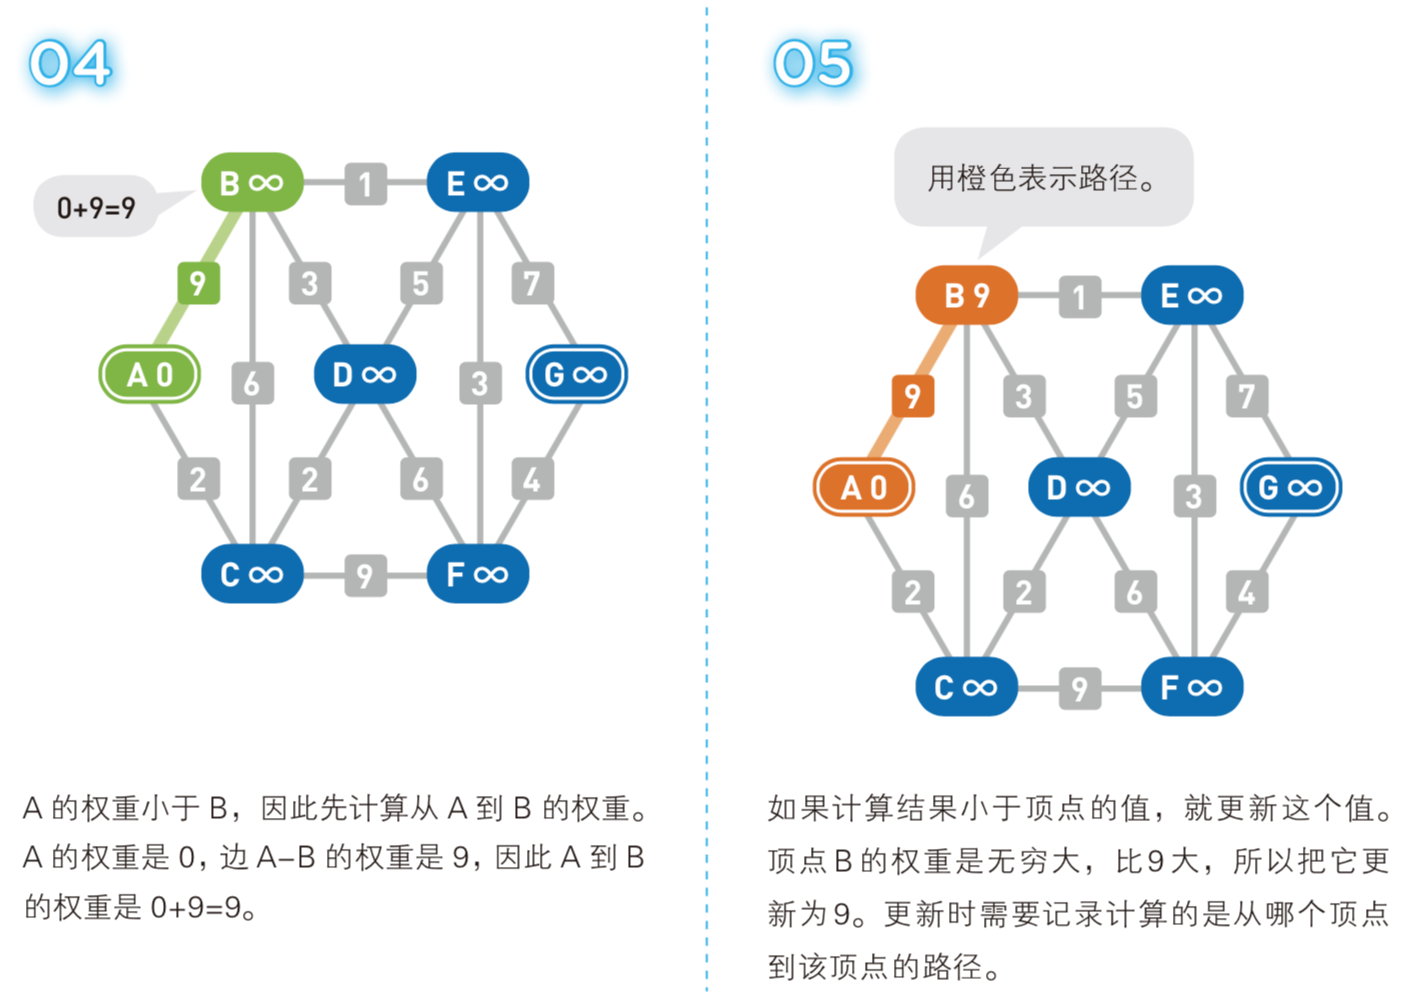 04
0+9=9
B ∞
1
E ∞
9
3
5
7
A 0
6
D ∞
3
G ∞
2
2
6
4
C ∞
9
F ∞
A 的权重小于 B，因此先计算从 A 到 B 的权重。
A 的权重是 0，边 A–B 的权重是 9，因此 A 到 B
的权重是 0+9=9。
05
用橙色表示路径。
B 9
1
E ∞
9
3
5
7
A 0
6
D ∞
3
G ∞
2
2
6
4
C ∞
9
F ∞
如果计算结果小于顶点的值，就更新这个值。
顶点 B 的权重是无穷大，比 9 大，所以把它更
新为 9。更新时需要记录计算的是从哪个顶点
到该顶点的路径。